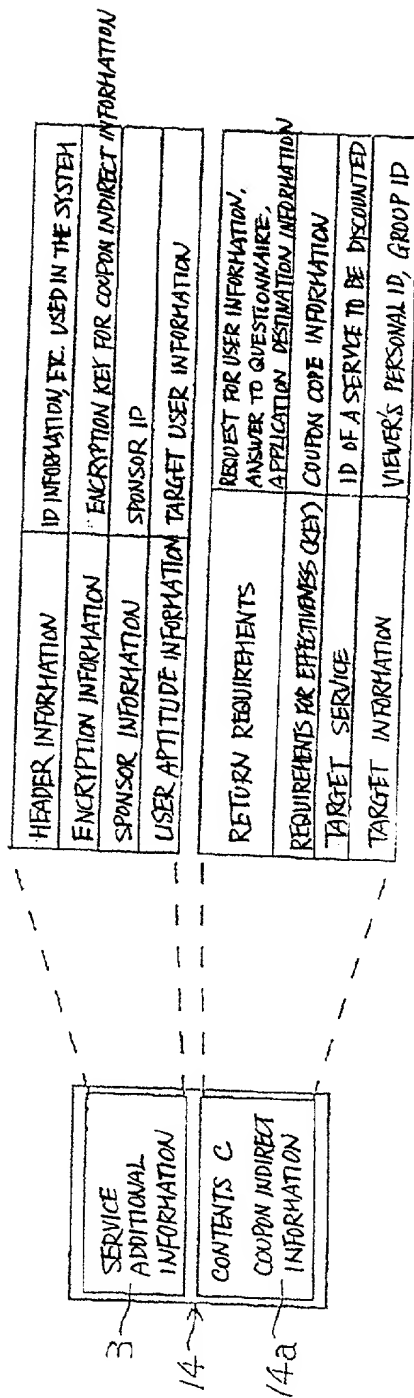 SERVICE
ADDITIONAL
INFORMATION
3
14
CONTENTS C
COUPON INDIRECT
INFORMATION
14a
HEADER INFORMATION ID INFORMATION, ETC. USED IN THE SYSTEM
ENCRYPTION INFORMATION ENCRYPTION KEY FOR COUPON INDIRECT INFORMATION
SPONSOR INFORMATION SPONSOR ID
USER APTITUDE INFORMATION TARGET USER INFORMATION
RETURN REQUIREMENTS REQUEST FOR USER INFORMATION,
ANSWER TO QUESTIONNAIRE,
APPLICATION DESTINATION INFORMATION
REQUIREMENTS FOR EFFECTIVENESS (KEY) COUPON CODE INFORMATION
TARGET SERVICE ID OF A SERVICE TO BE DISCOUNTED
TARGET INFORMATION VIEWER'S PERSONAL ID, GROUP ID